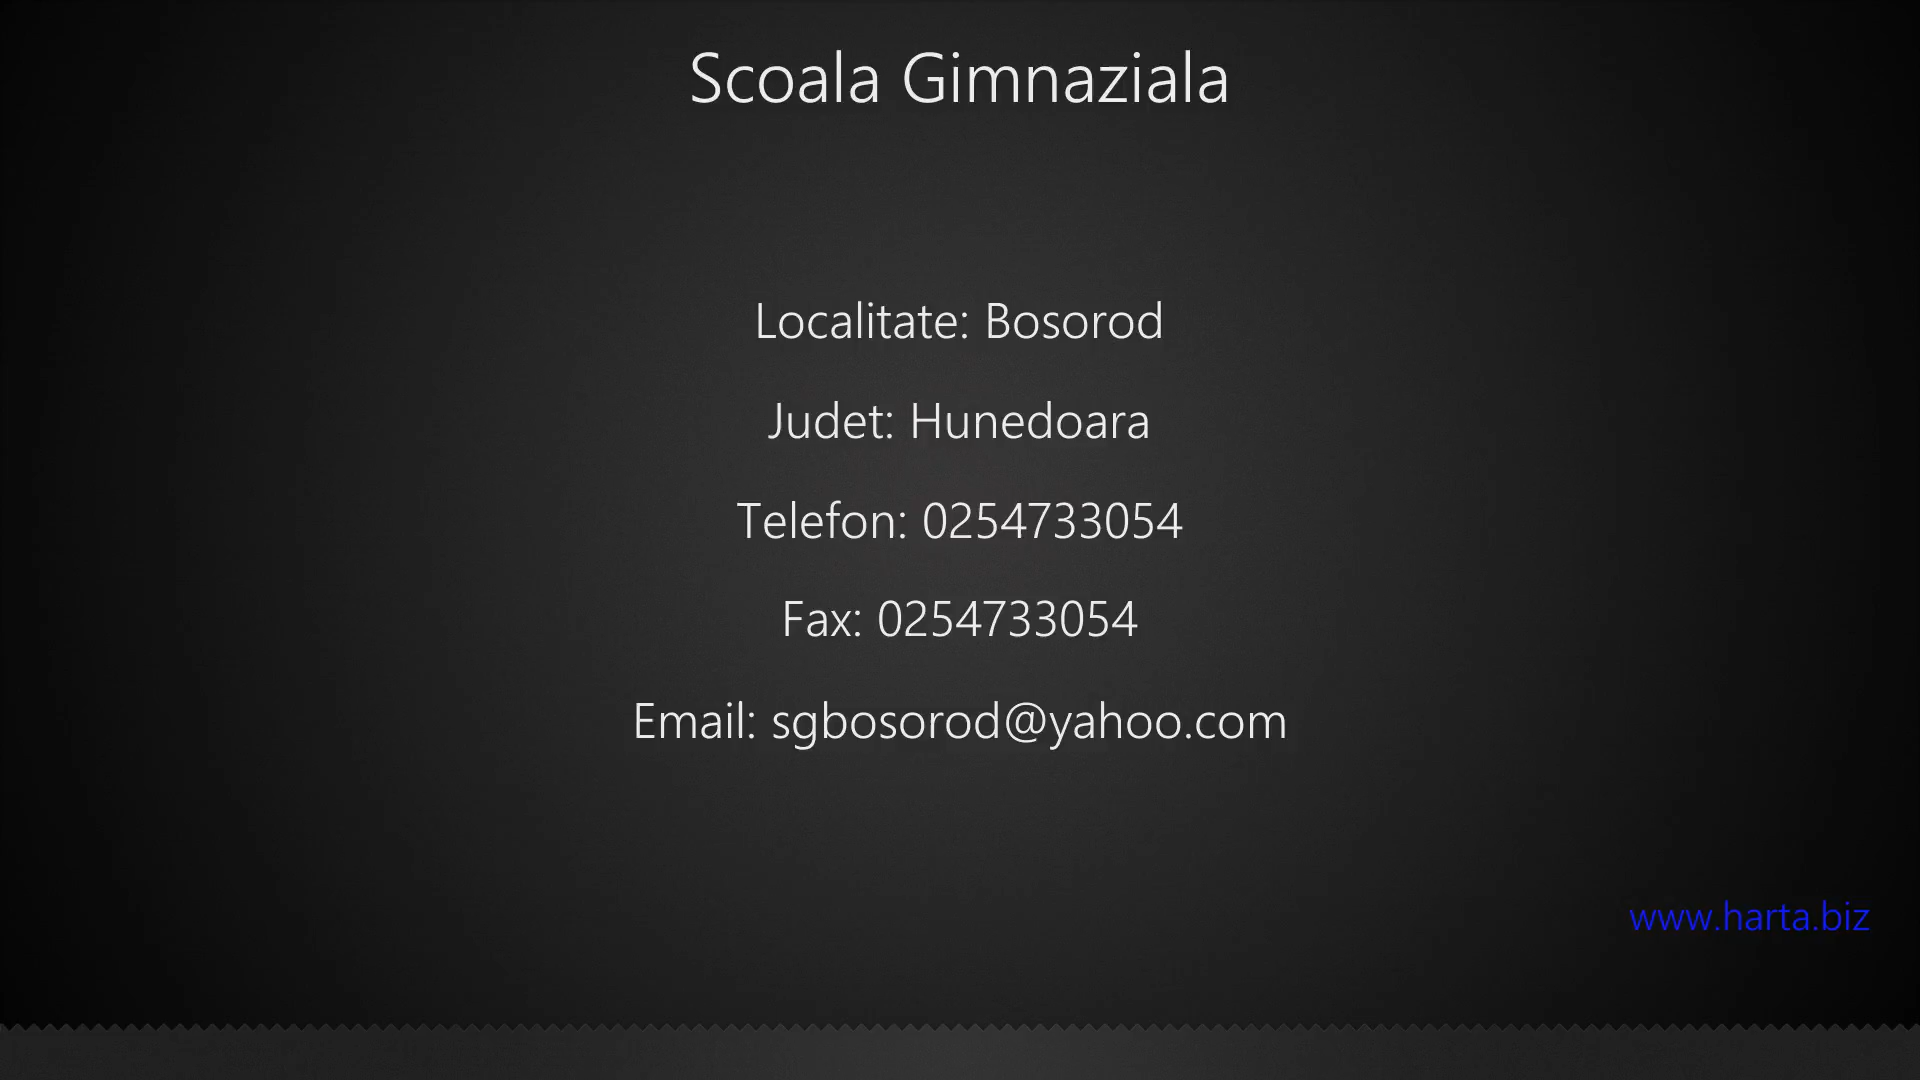 Scoala Gimnaziala
Localitate: Bosorod
Judet: Hunedoara
Telefon: 0254733054
Fax: 0254733054
Email: sgbosorod@yahoo.com
www.harta.biz